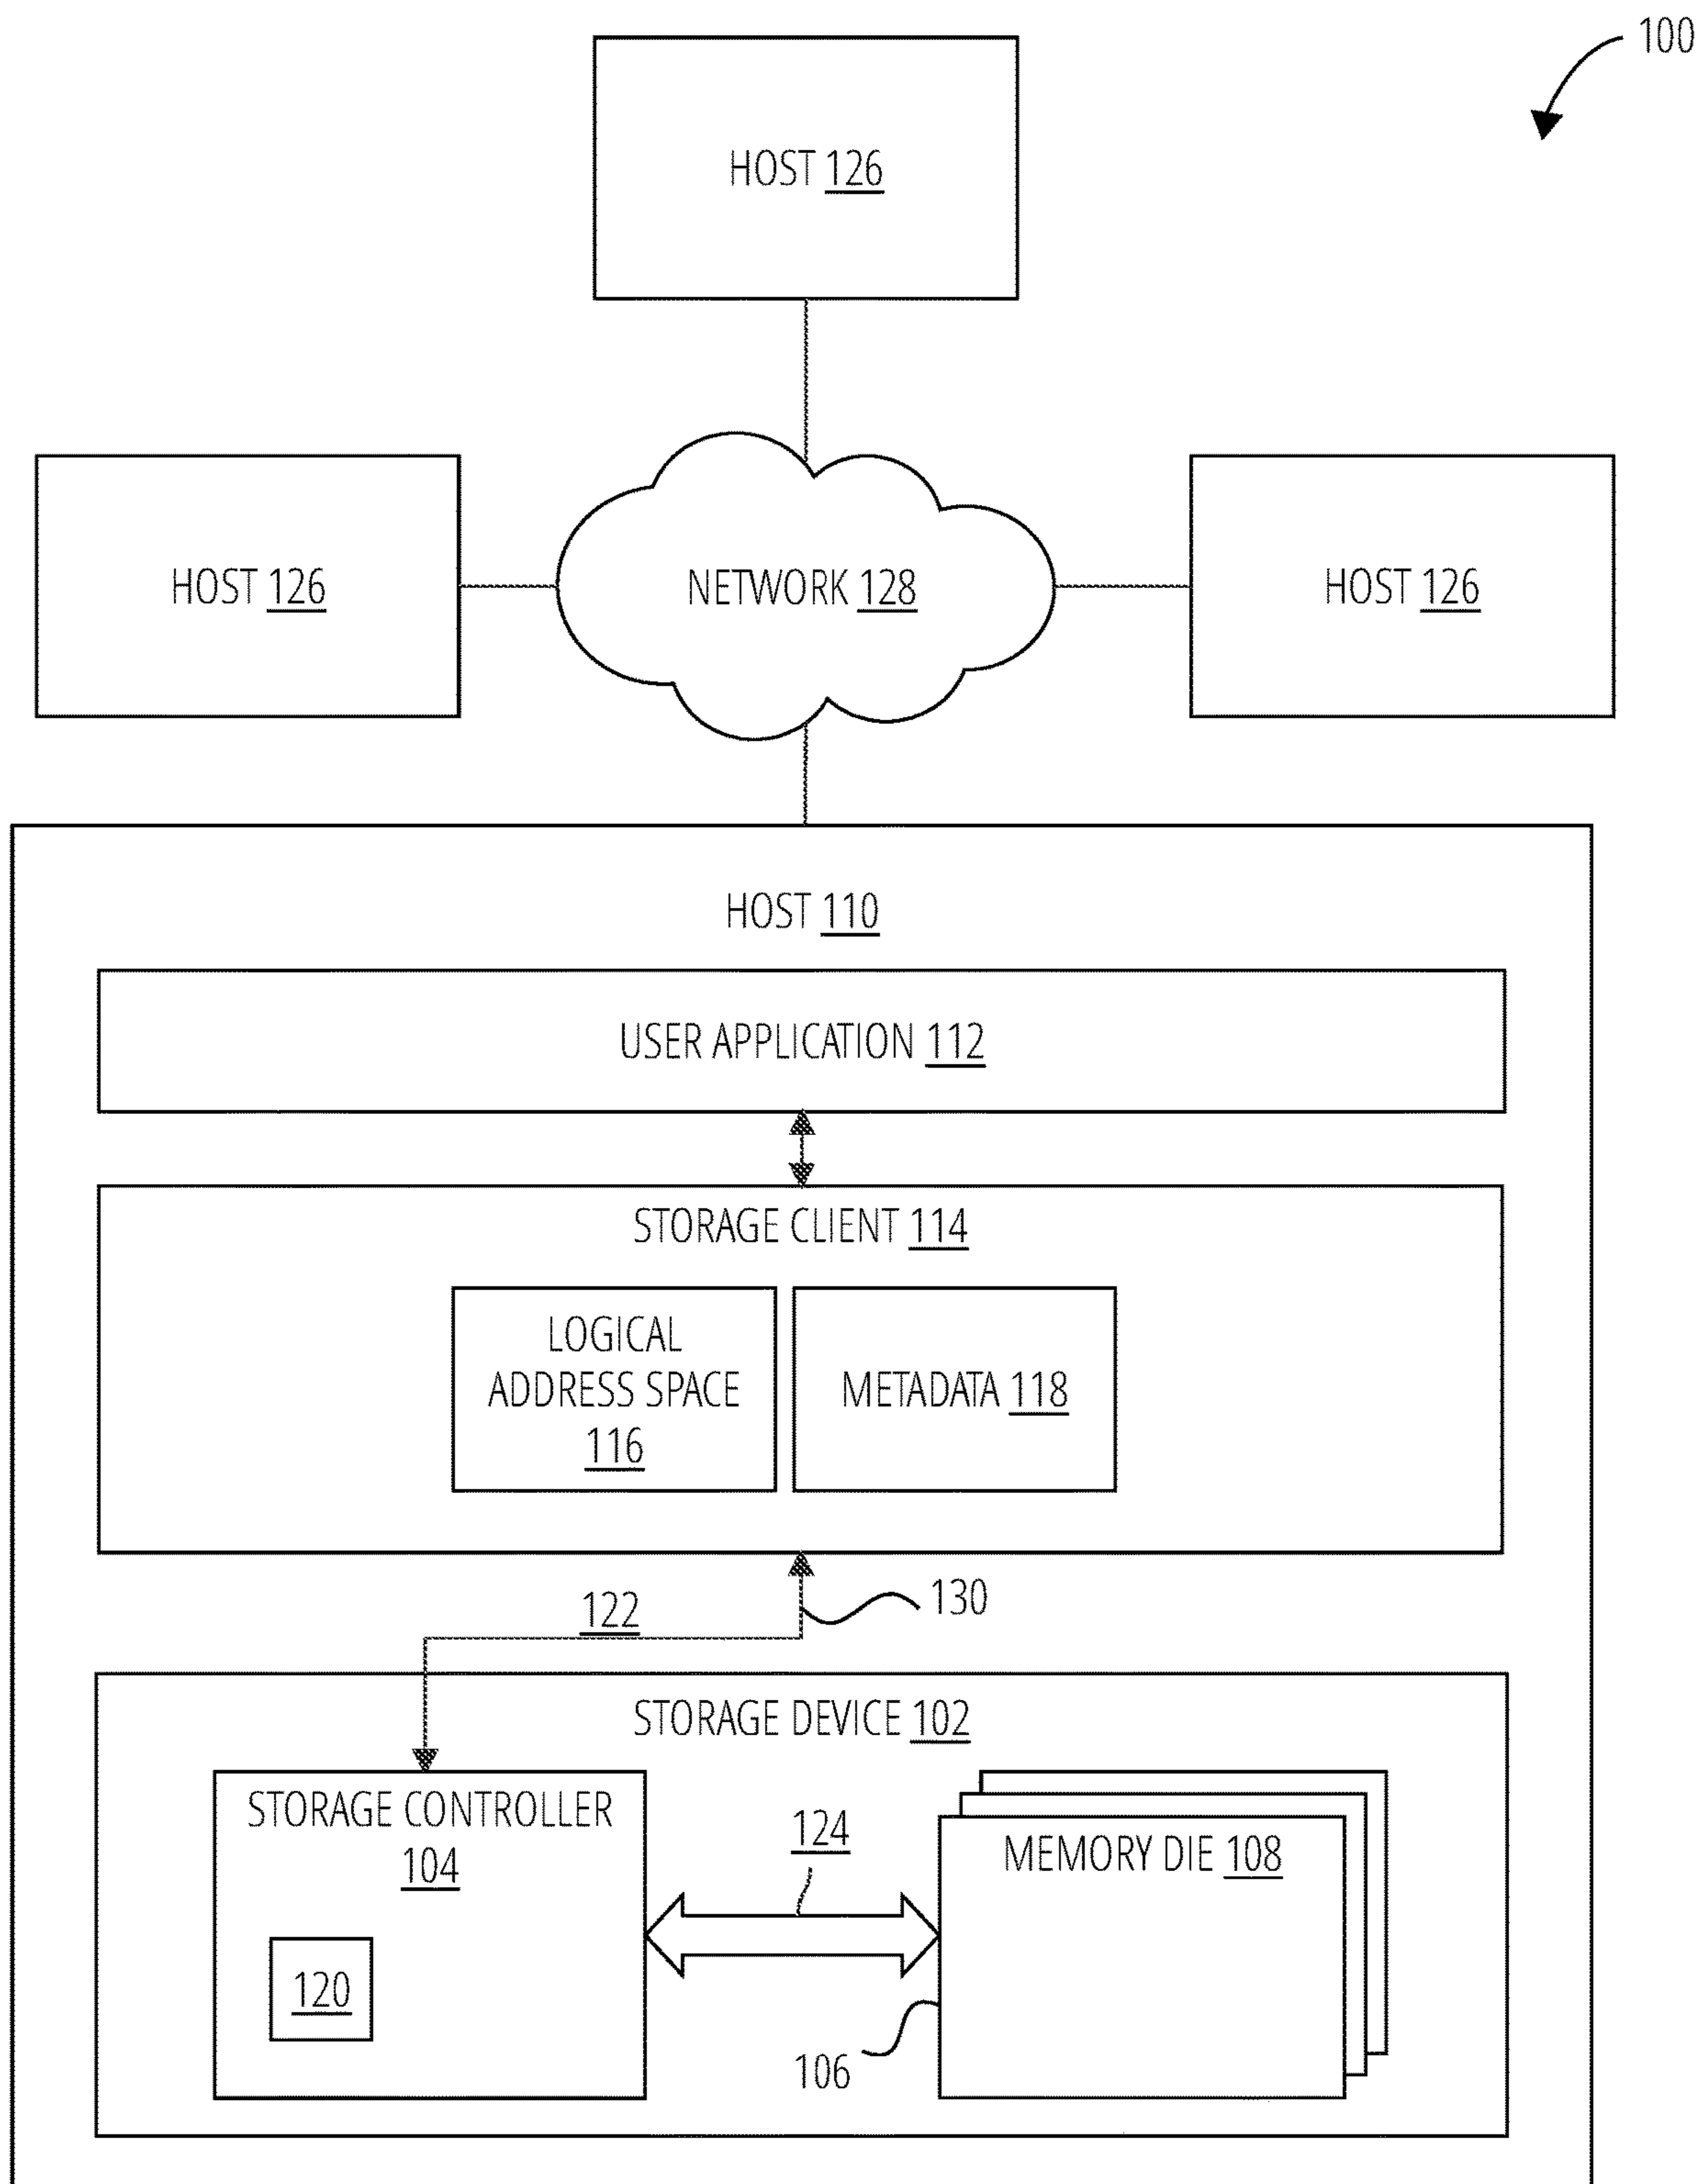 100
HOST 126
HOST 126
NETWORK 128
HOST 126
HOST 110
USER APPLICATION 112
STORAGE CLIENT 114
LOGICAL
ADDRESS SPACE
116
METADATA 118
122
130
STORAGE DEVICE 102
STORAGE CONTROLLER
104
120
124
MEMORY DIE 108
106